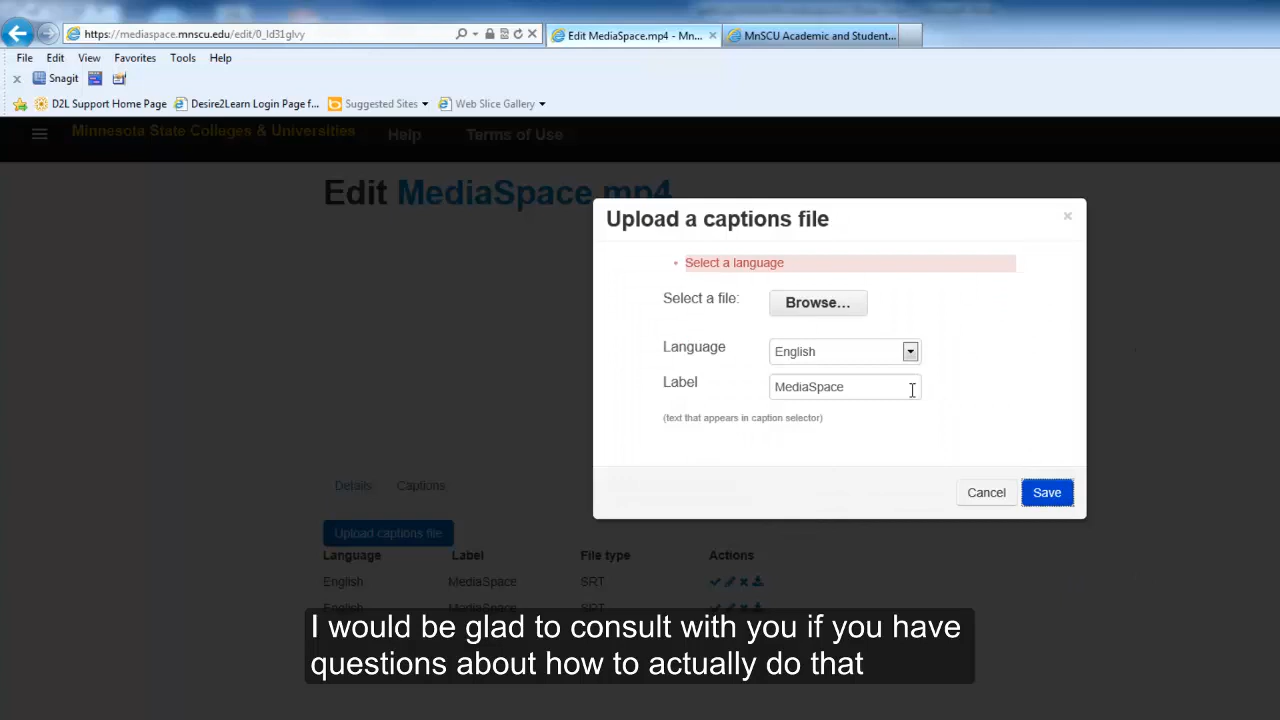 https://mediaspace.mnscu.edu/edit/0_ld31glvy
Edit MediaSpace.mp4 - Mn...
MnSCU Academic and Student...
File Edit View Favorites Tools Help
Snagit
D2L Support Home Page Desire2Learn Login Page f... Suggested Sites Web Slice Gallery
Minnesota State Colleges & Universities Help Terms of Use
Edit MediaSpace.mp4
Upload a captions file
Select a language
Select a file: Browse...
Language English
Label MediaSpace
(text that appears in caption selector)
Cancel Save
Details Captions
Upload captions file
Language Label File type Actions
English MediaSpace SRT
English MediaSpace SRT
I would be glad to consult with you if you have
questions about how to actually do that